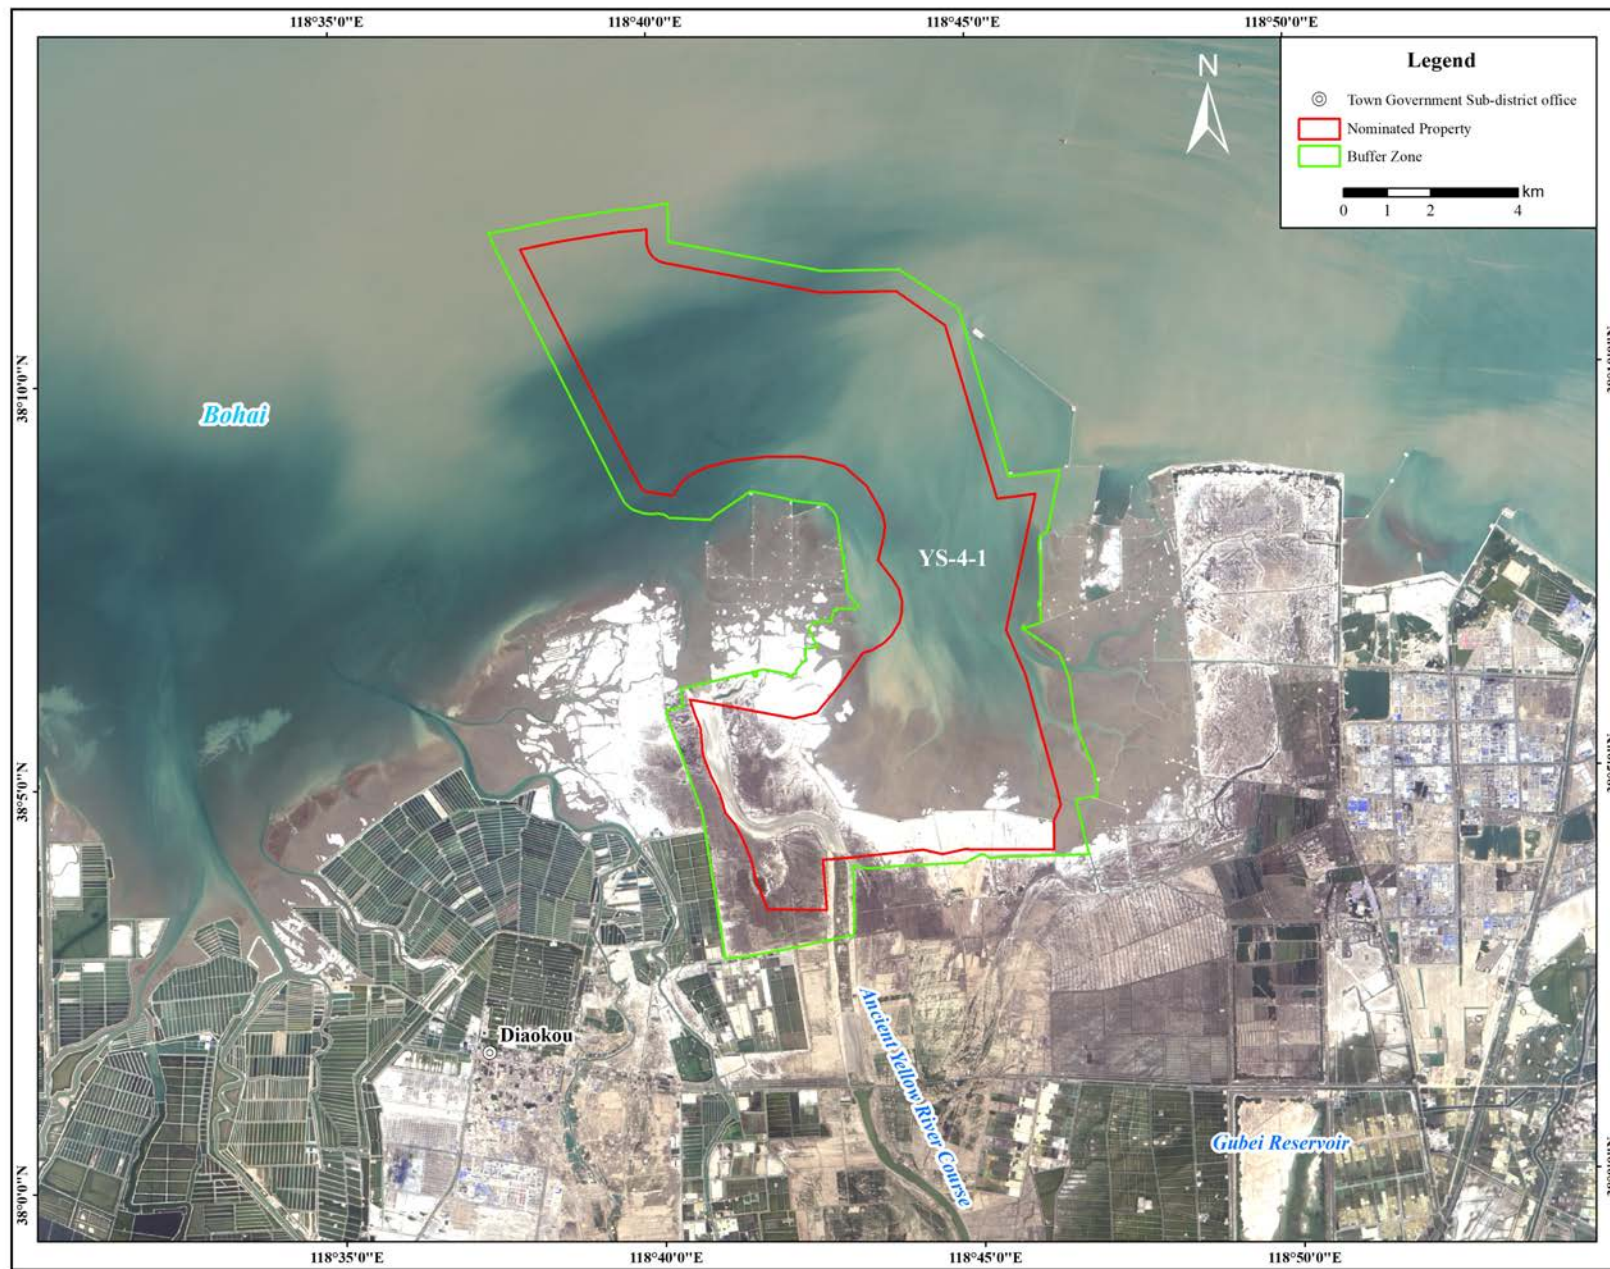 118°35'0"E
118°40'0"E
118°45'0"E
118°50'0"E
Legend
Town Government Sub-district office
Nominated Property
Buffer Zone
km
0 1 2 4
N
38°10'0"N
Bohai
YS-4-1
38°5'0"N
Diaokou
Ancient Yellow River Course
Gubei Reservoir
38°0'0"N
118°35'0"E
118°40'0"E
118°45'0"E
118°50'0"E